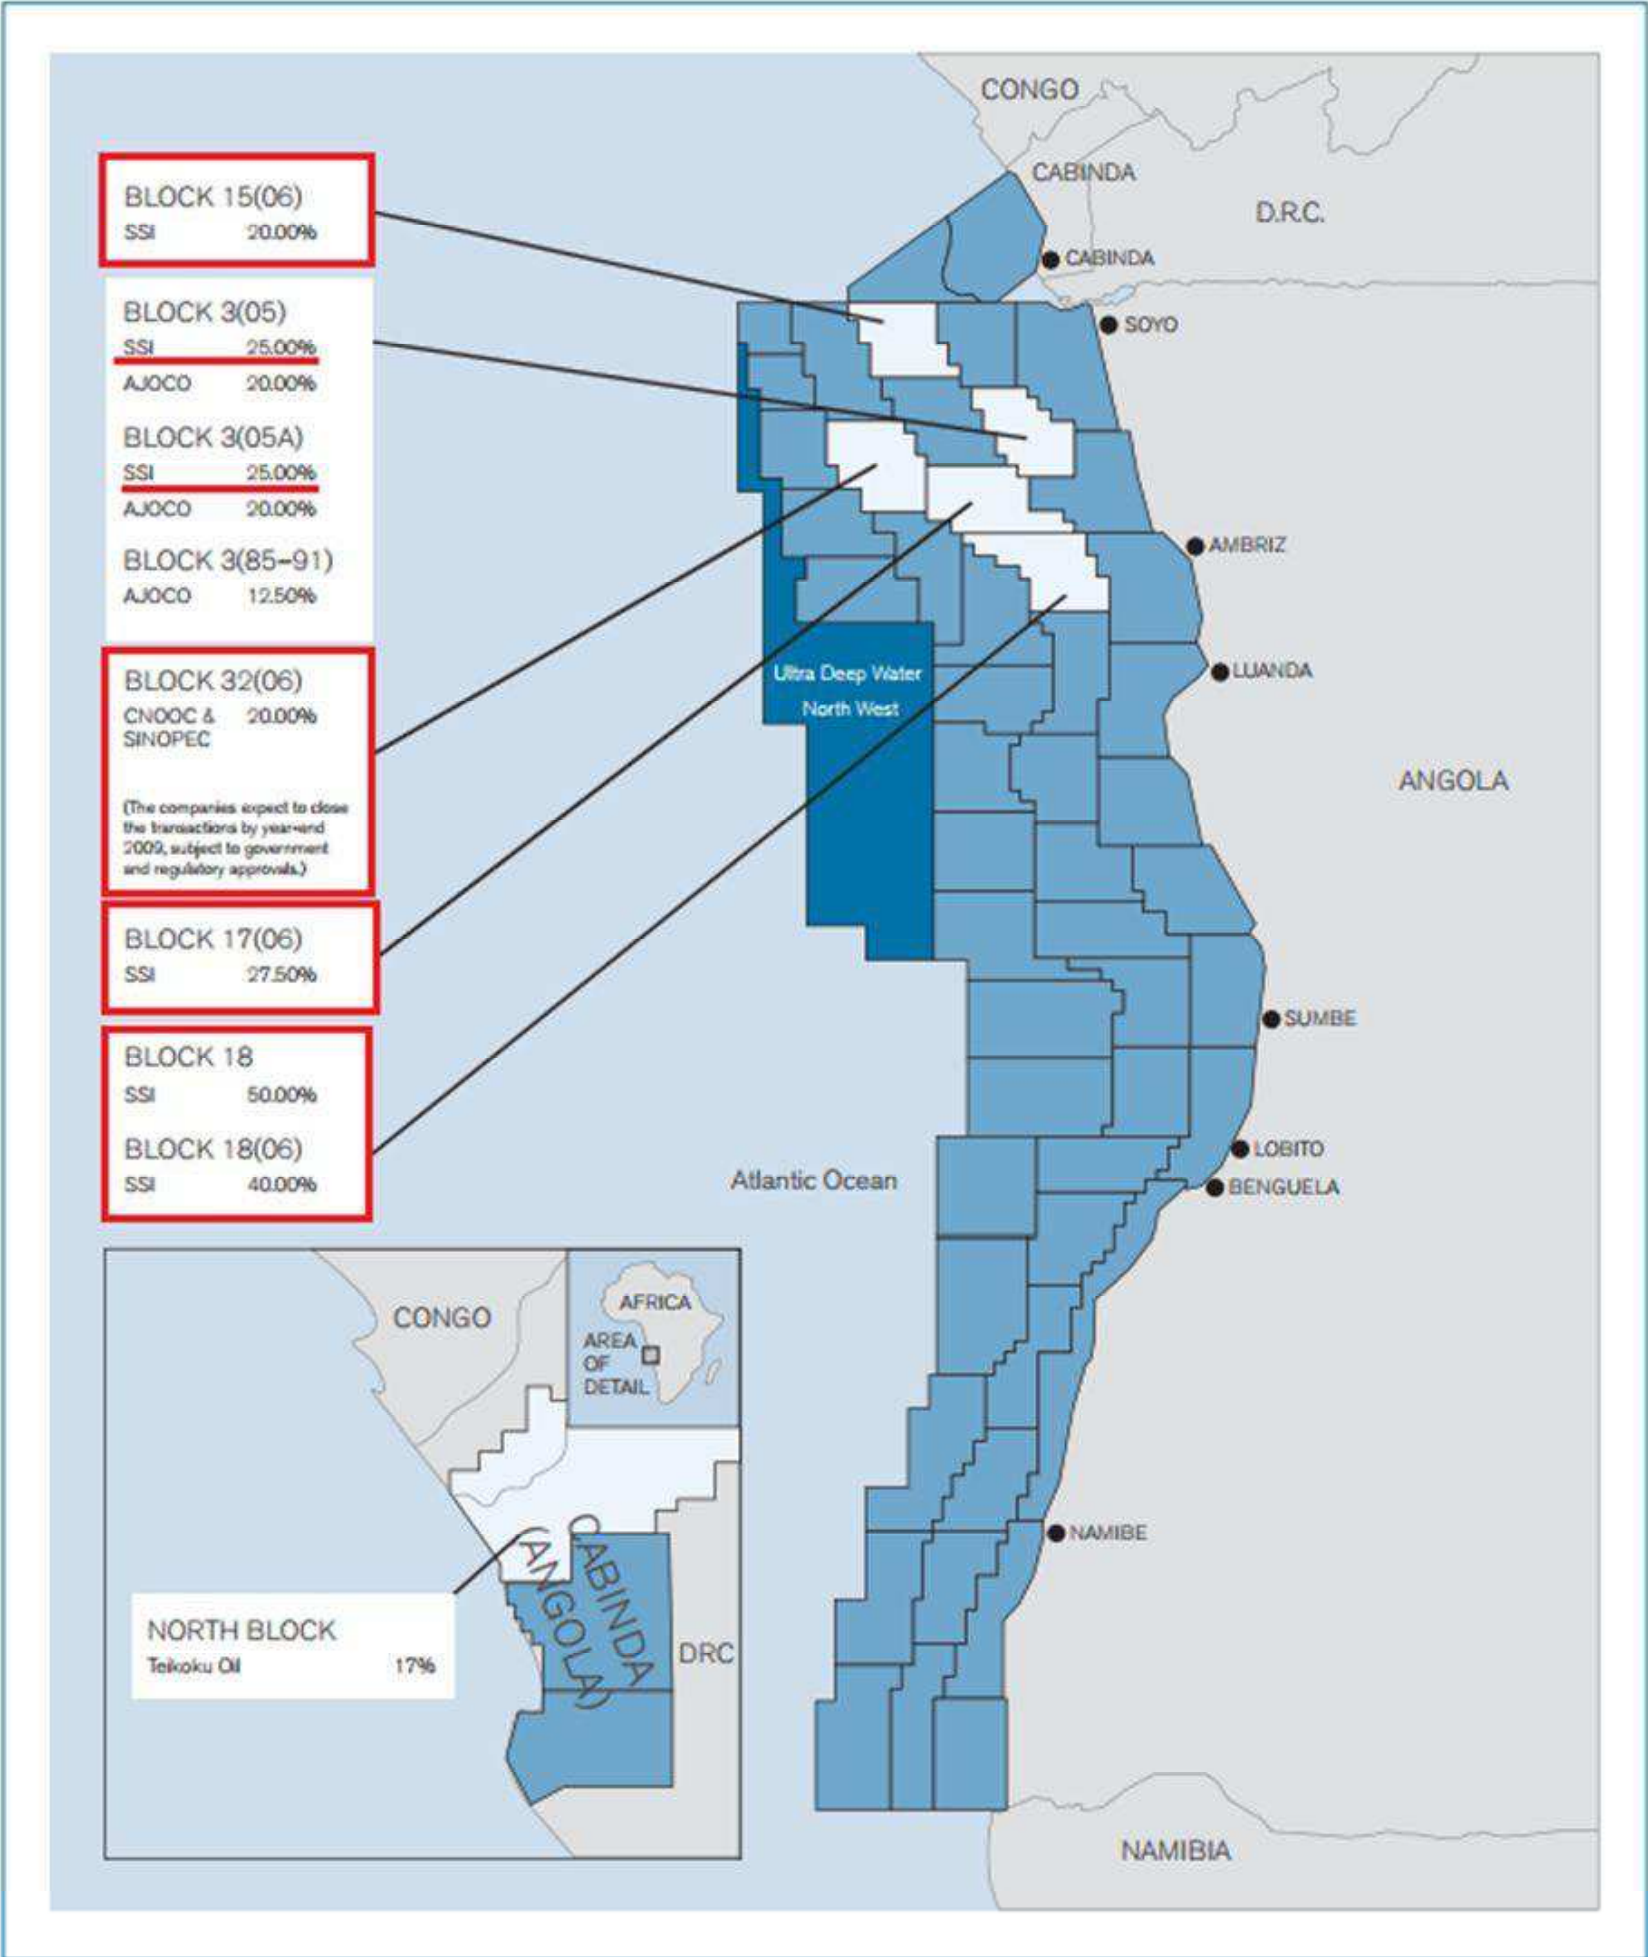 CONGO
CABINDA
D.R.C.
CABINDA
SOYO
AMBRIZ
LUANDA
ANGOLA
SUMBE
LOBITO
BENGUELA
NAMIBE
NAMIBIA
Atlantic Ocean
Ultra Deep Water
North West
BLOCK 15(06)
SSI 20.00%
BLOCK 3(05)
SSI 25.00%
AJOCO 20.00%
BLOCK 3(05A)
SSI 25.00%
AJOCO 20.00%
BLOCK 3(85-91)
AJOCO 12.50%
BLOCK 32(06)
CNOOC & 20.00%
SINOPEC
(The companies expect to close
the transactions by year-end
2009, subject to government
and regulatory approvals.)
BLOCK 17(06)
SSI 27.50%
BLOCK 18
SSI 50.00%
BLOCK 18(06)
SSI 40.00%
CONGO
AFRICA
AREA
OF
DETAIL
CABINDA
(ANGOLA)
DRC
NORTH BLOCK
Teikoku Oil 17%